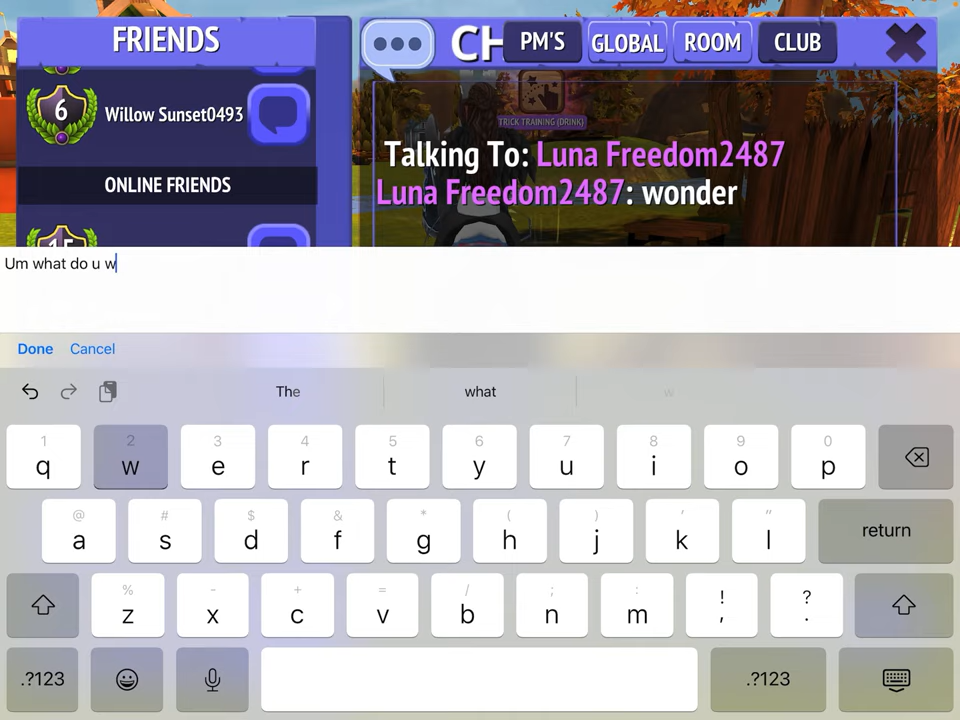 FRIENDS
CH
PM'S
GLOBAL
ROOM
CLUB
6
Willow Sunset0493
TRICK TRAINING (DRINK)
ONLINE FRIENDS
15
Talking To: Luna Freedom2487
Luna Freedom2487: wonder
Um what do u w
Done Cancel
The what w
1 2 3 4 5 6 7 8 9 0
q w e r t y u i o p
@ # $ & * ( ) ' "
a s d f g h j k l return
% - + = / ; : ! ?
z x c v b n m , .
.?123 .?123